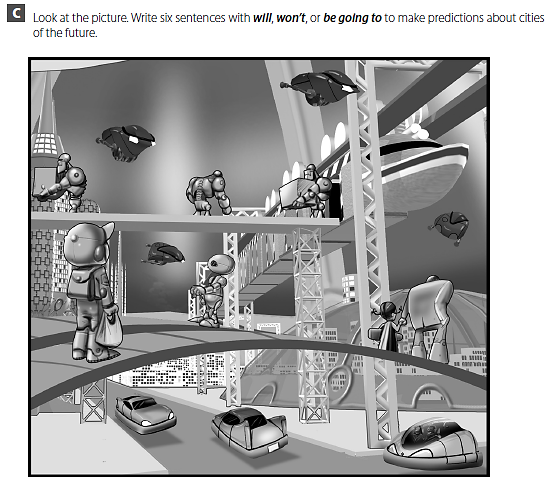 C Look at the picture. Write six sentences with will, won't, or be going to to make predictions about cities
of the future.